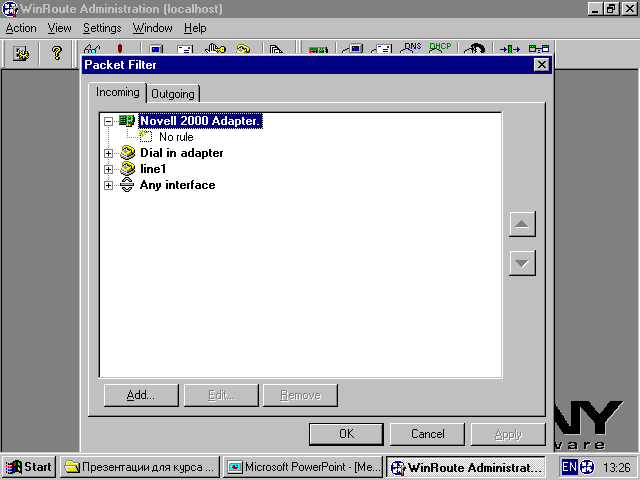 WinRoute Administration (localhost)
Action View Settings Window Help
DNS DHCP
Packet Filter
Incoming Outgoing
Novell 2000 Adapter.
No rule
Dial in adapter
line1
Any interface
Add... Edit... Remove
NY
ware
OK Cancel Apply
Start Презентации для курса ... Microsoft PowerPoint - [Me... WinRoute Administrat... EN 13:26